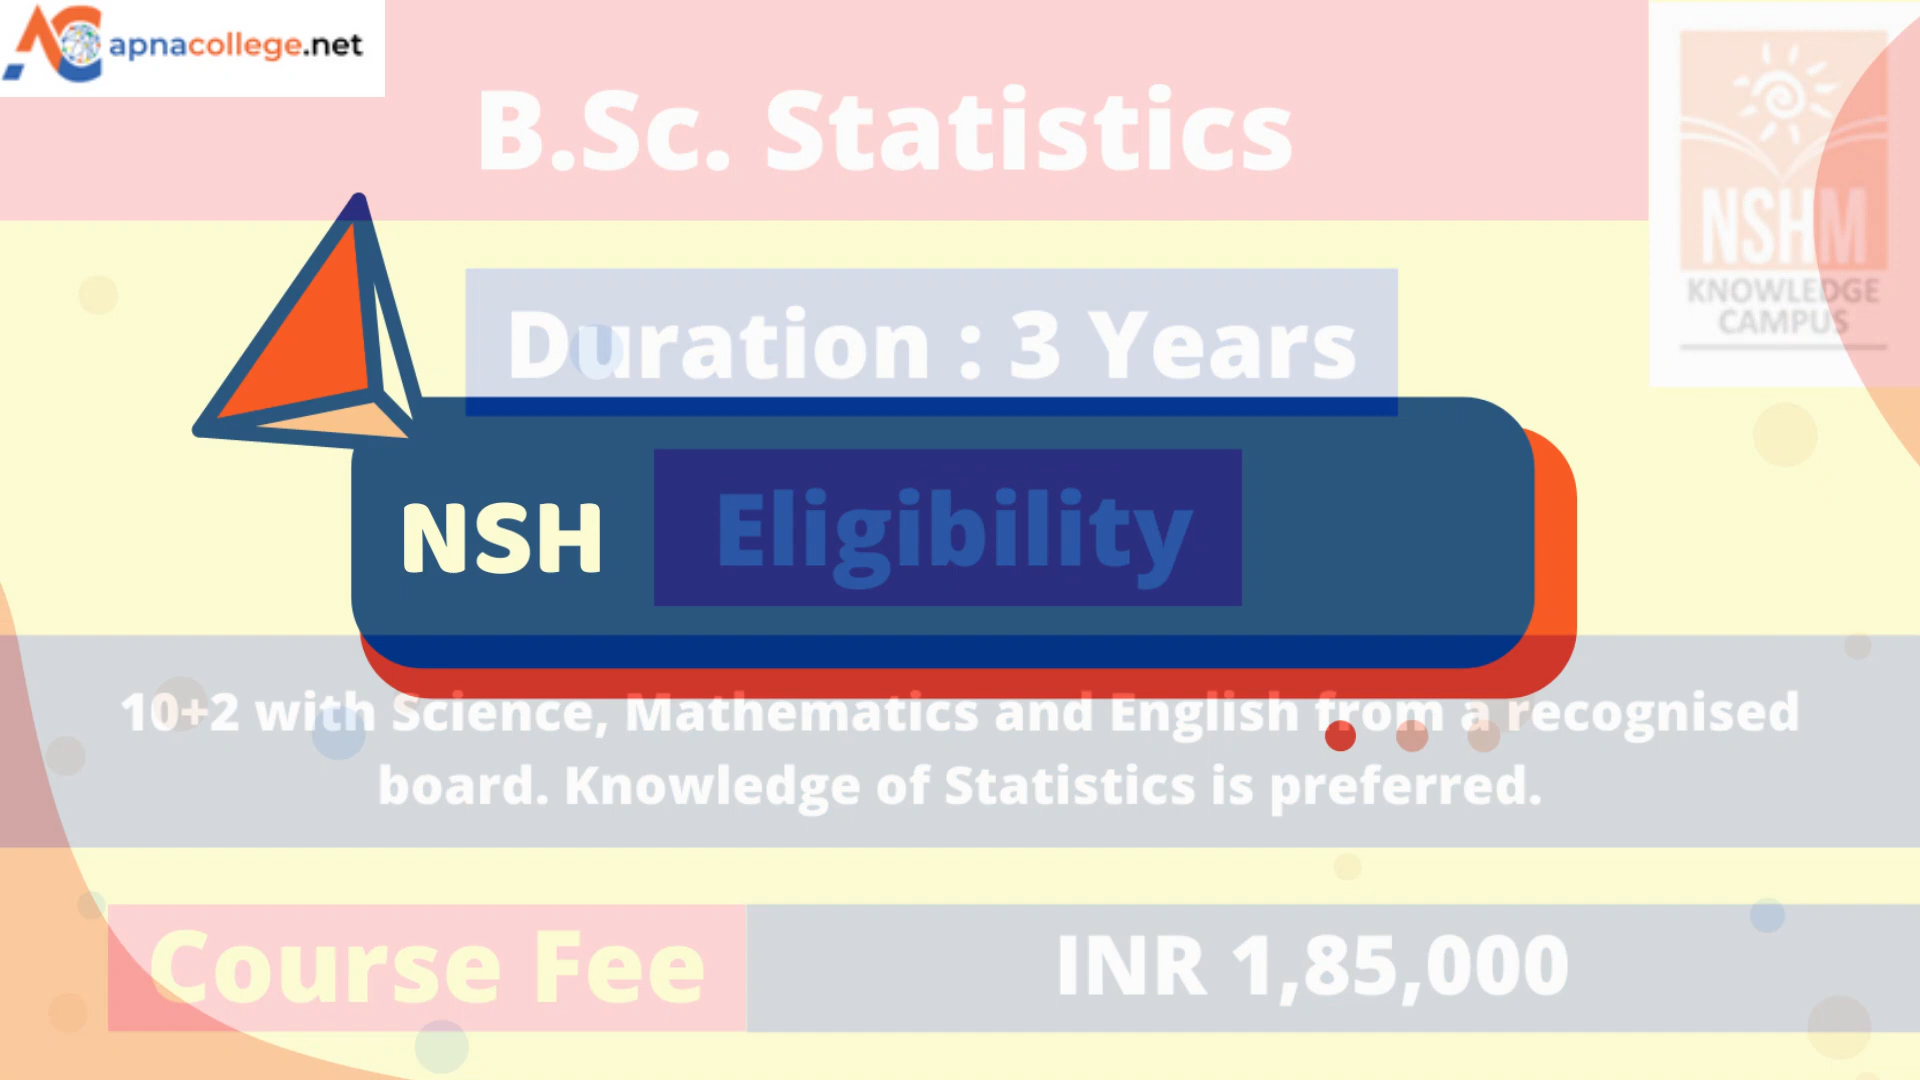 apnacollege.net
B.Sc. Statistics
NSHM
KNOWLEDGE
CAMPUS
Duration : 3 Years
NSH
Eligibility
10+2 with Science, Mathematics and English from a recognised
board. Knowledge of Statistics is preferred.
Course Fee
INR 1,85,000